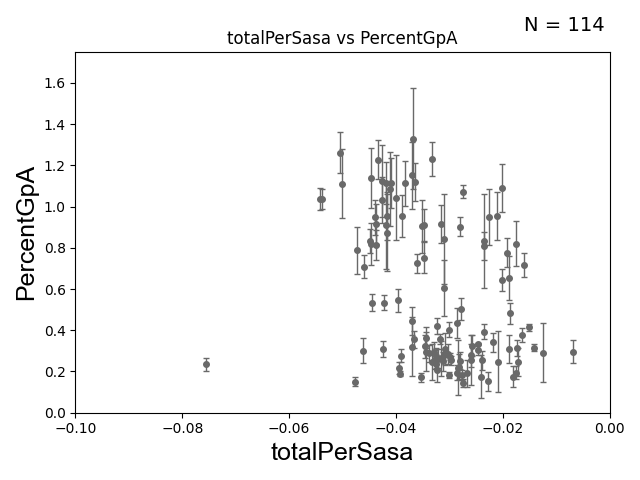 N = 114
totalPerSasa vs PercentGpA
PercentGpA
1.6
1.4
1.2
1.0
0.8
0.6
0.4
0.2
0.0
−0.10 −0.08 −0.06 −0.04 −0.02 0.00
totalPerSasa